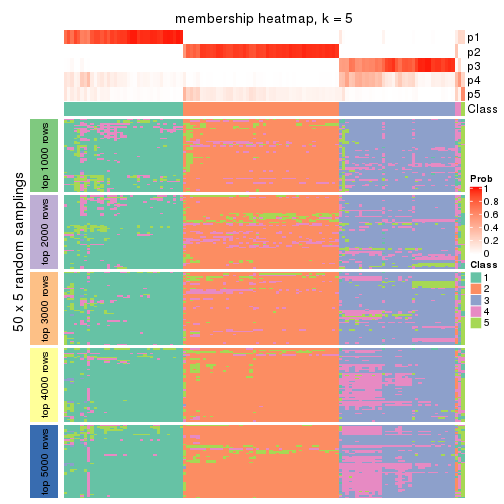 membership heatmap, k = 5
p1
p2
p3
p4
p5
Class
50 x 5 random samplings
top 1000 rows
top 2000 rows
top 3000 rows
top 4000 rows
top 5000 rows
Prob
1
0.8
0.6
0.4
0.2
0
Class
1
2
3
4
5